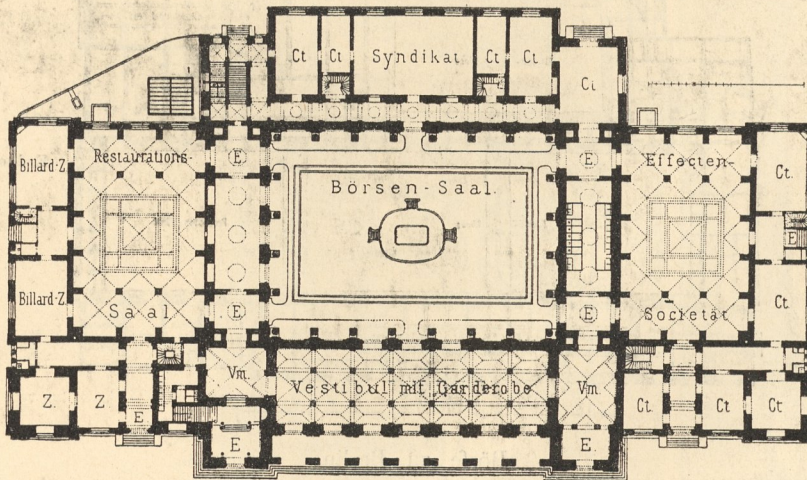 Ct
Ct
Syndikat
Ct
Ct
Ct
Billard-Z
Restaurations-
E
E
Effecten-
Ct.
Börsen-Saal.
E
Billard-Z
Saal
E
E
Societät
Ct.
Vm.
Vestibul mit Garderobe
Vm.
Z.
Z
E
E
E
Ct.
Ct
Ct